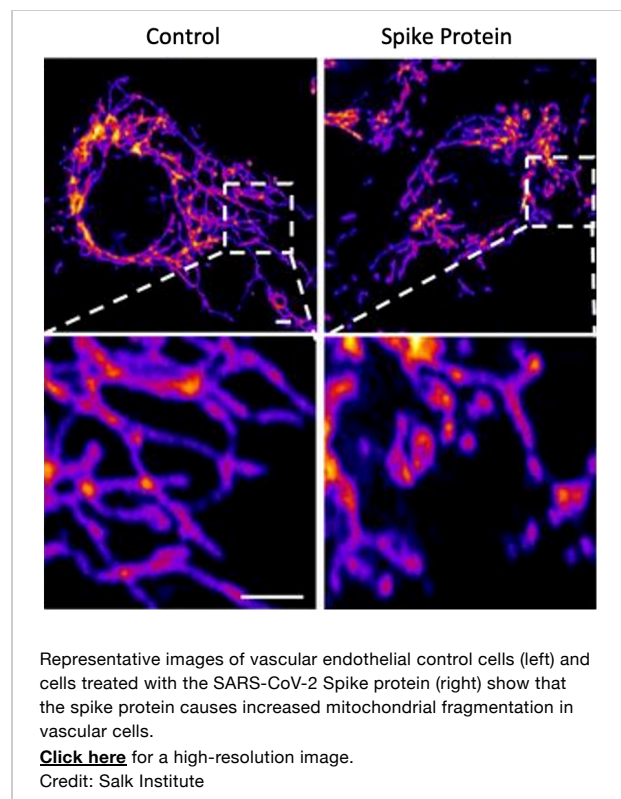 Control
Spike Protein
Representative images of vascular endothelial control cells (left) and
cells treated with the SARS-CoV-2 Spike protein (right) show that
the spike protein causes increased mitochondrial fragmentation in
vascular cells.
Click here for a high-resolution image.
Credit: Salk Institute